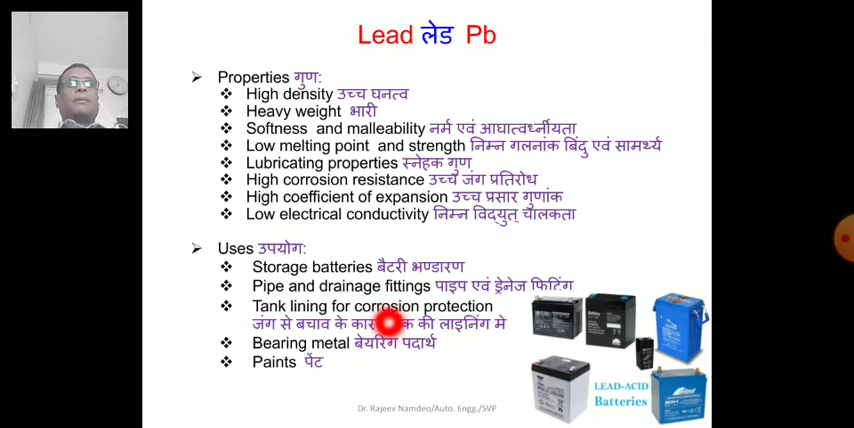 Lead लेड Pb
Properties गुण:
High density उच्च घनत्व
Heavy weight भारी
Softness and malleability नर्म एवं आघात्वर्ध्नीयता
Low melting point and strength निम्न गलनांक बिंदु एवं सामर्थ्य
Lubricating properties स्नेहक गुण
High corrosion resistance उच्च जंग प्रतिरोध
High coefficient of expansion उच्च प्रसार गुणांक
Low electrical conductivity निम्न विद्युत् चालकता
Uses उपयोग:
Storage batteries बैटरी भण्डारण
Pipe and drainage fittings पाइप एवं ड्रेनेज फिटिंग
Tank lining for corrosion protection
जंग से बचाव के की लाइनिंग मे
Bearing metal बेयरिंग पदार्थ
Paints पेंट
LEAD-ACID
Batteries
Dr. Rajeev Namdeo/Auto. Engg./SVP